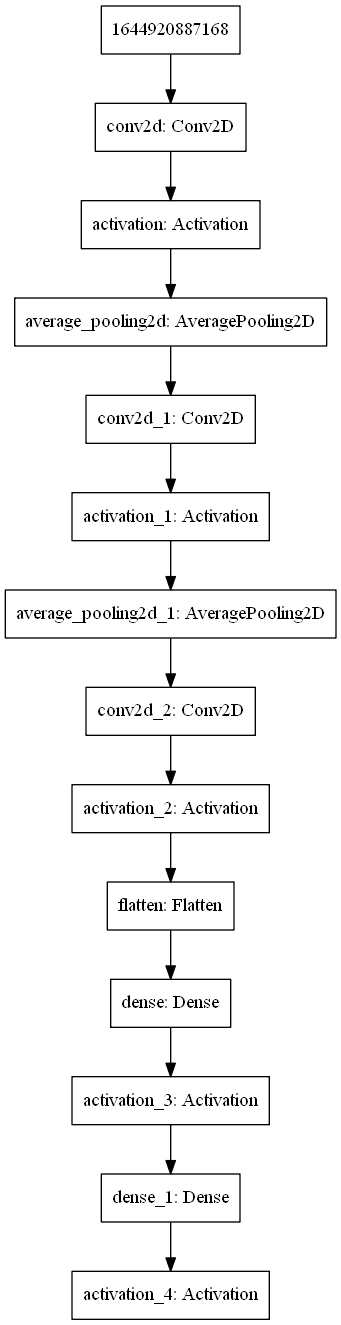 1644920887168
conv2d: Conv2D
activation: Activation
average_pooling2d: AveragePooling2D
conv2d_1: Conv2D
activation_1: Activation
average_pooling2d_1: AveragePooling2D
conv2d_2: Conv2D
activation_2: Activation
flatten: Flatten
dense: Dense
activation_3: Activation
dense_1: Dense
activation_4: Activation